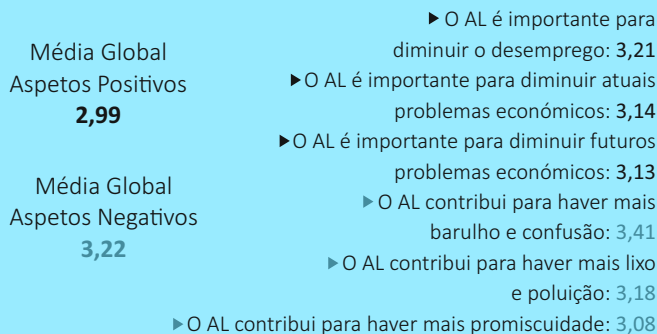 Média Global
Aspetos Positivos
2,99
Média Global
Aspetos Negativos
3,22
▶ O AL é importante para
diminuir o desemprego: 3,21
▶O AL é importante para diminuir atuais
problemas económicos: 3,14
▶O AL é importante para diminuir futuros
problemas económicos: 3,13
▶ O AL contribui para haver mais
barulho e confusão: 3,41
▶O AL contribui para haver mais lixo
e poluição: 3,18
▶O AL contribui para haver mais promiscuidade: 3,08